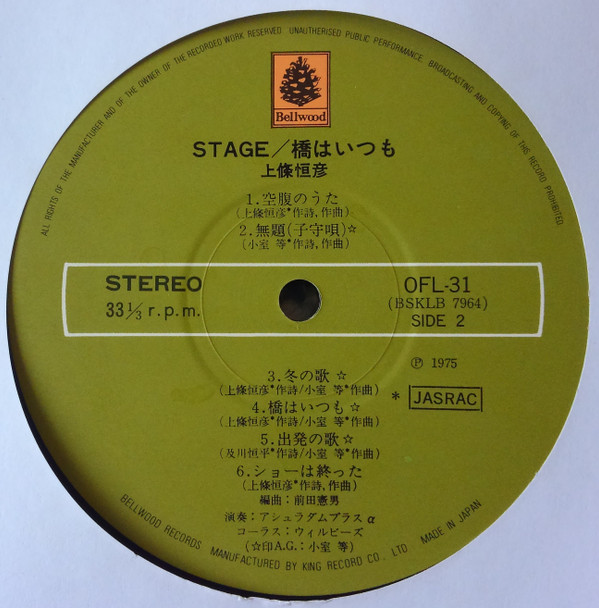 ALL RIGHTS OF THE MANUFACTURER AND OF THE OWNER OF THE RECORDED WORK RESERVED UNAUTHORISED PUBLIC PERFORMANCE. BROADCASTING AND COPYING OF THIS RECORD PROHIBITED.
Bellwood
STAGE/橋はいつも
上條恒彦
1.空腹のうた
(上條恒彦*作詩,作曲)
2.無題(子守唄)☆
(小室 等*作詩,作曲)
STEREO
33 1/3 r.p.m.
OFL-31
(BSKLB 7964)
SIDE 2
Ⓟ 1975
3.冬の歌☆
(上條恒彦*作詩/小室 等*作曲)
4.橋はいつも☆
(上條恒彦*作詩/小室 等*作曲)
* JASRAC
5.出発の歌☆
(及川恒平*作詩/小室 等*作曲)
6.ショーは終った
(上條恒彦*作詩,作曲)
編曲:前田憲男
演奏:アシュラダムプラスα
コーラス:ウィルビーズ
(☆印A.G.:小室 等)
BELLWOOD RECORDS MANUFACTURED BY KING RECORD CO., LTD MADE IN JAPAN